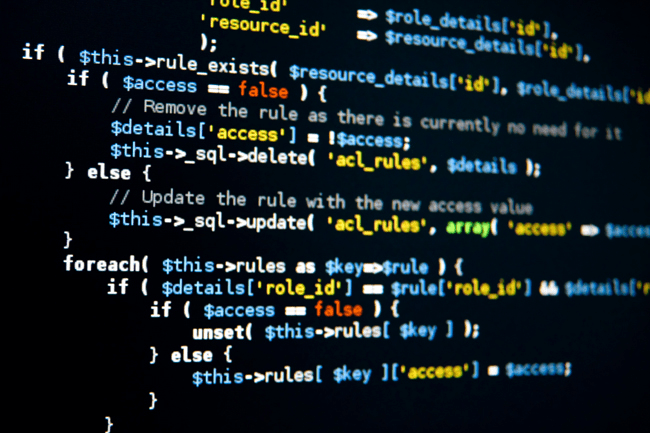 'role_id' => $role_details['id'],
'resource_id' => $resource_details['id'],
);
if ( $this->rule_exists( $resource_details['id'], $role_details['id
if ( $access == false ) {
// Remove the rule as there is currently no need for it
$details['access'] = !$access;
$this->_sql->delete( 'acl_rules', $details );
} else {
// Update the rule with the new access value
$this->_sql->update( 'acl_rules', array( 'access' => $acces
}
foreach( $this->rules as $key=>$rule ) {
if ( $details['role_id'] == $rule['role_id'] && $details['r
if ( $access == false ) {
unset( $this->rules[ $key ] );
} else {
$this->rules[ $key ]['access'] = $access;
}
}